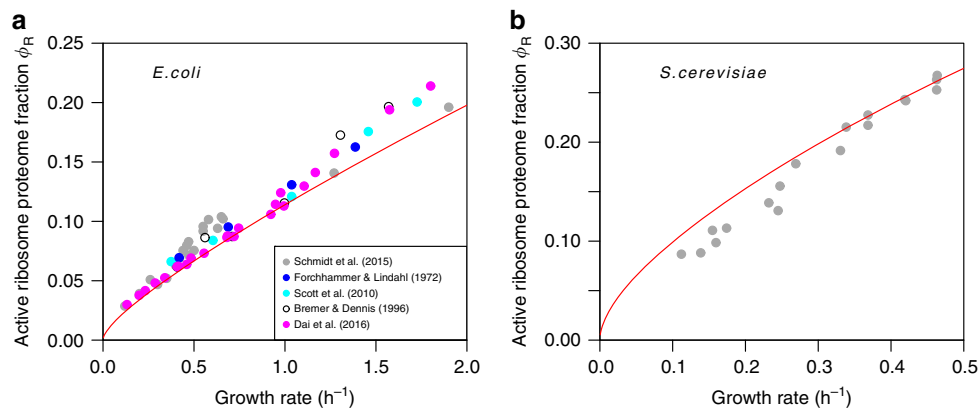 a
Active ribosome proteome fraction ϕR
0.25
0.20
0.15
0.10
0.05
0.00
E.coli
Schmidt et al. (2015)
Forchhammer & Lindahl (1972)
Scott et al. (2010)
Bremer & Dennis (1996)
Dai et al. (2016)
0.0 0.5 1.0 1.5 2.0
Growth rate (h⁻¹)
b
Active ribosome proteome fraction ϕR
0.30
0.20
0.10
0.00
S.cerevisiae
0.0 0.1 0.2 0.3 0.4 0.5
Growth rate (h⁻¹)